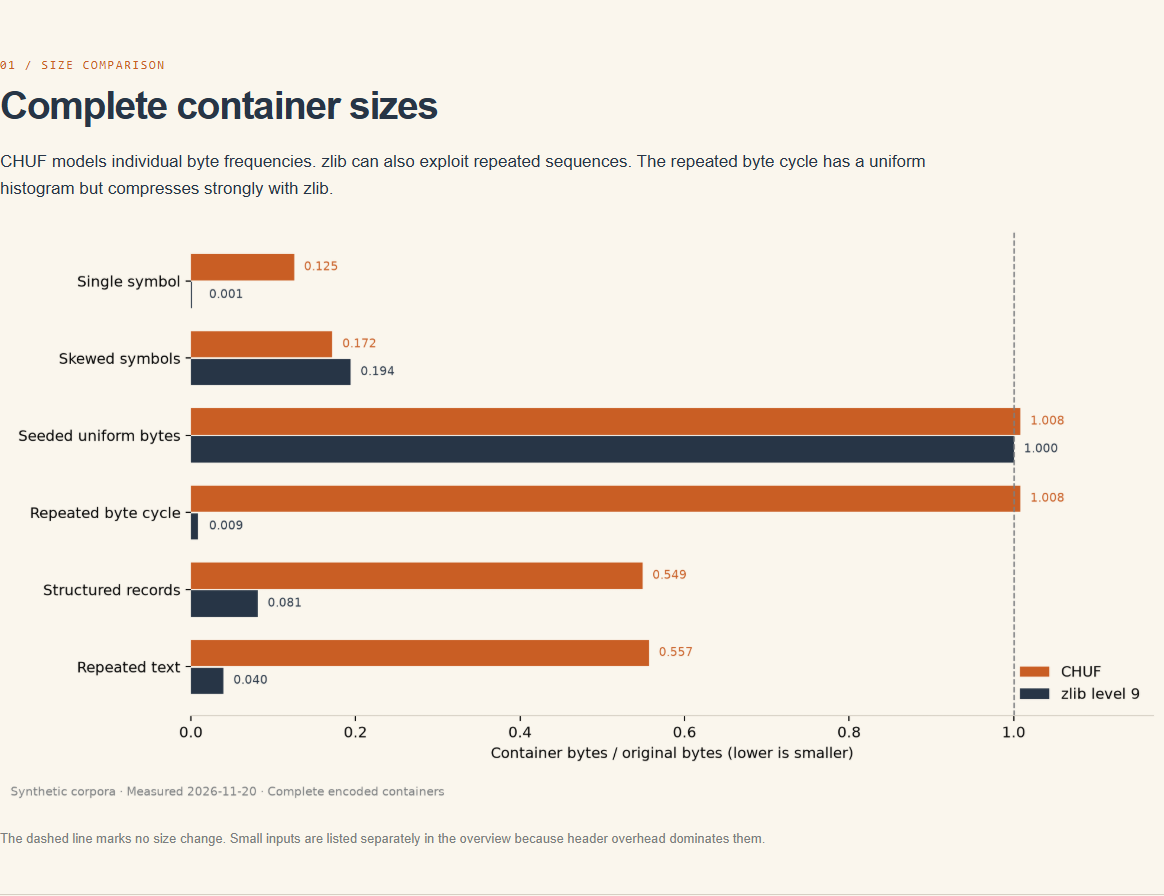 01 / SIZE COMPARISON
Complete container sizes
CHUF models individual byte frequencies. zlib can also exploit repeated sequences. The repeated byte cycle has a uniform
histogram but compresses strongly with zlib.
Single symbol
0.125
0.001
Skewed symbols
0.172
0.194
Seeded uniform bytes
1.008
1.000
Repeated byte cycle
1.008
0.009
Structured records
0.549
0.081
Repeated text
0.557
0.040
CHUF
zlib level 9
0.0 0.2 0.4 0.6 0.8 1.0
Container bytes / original bytes (lower is smaller)
Synthetic corpora · Measured 2026-11-20 · Complete encoded containers
The dashed line marks no size change. Small inputs are listed separately in the overview because header overhead dominates them.